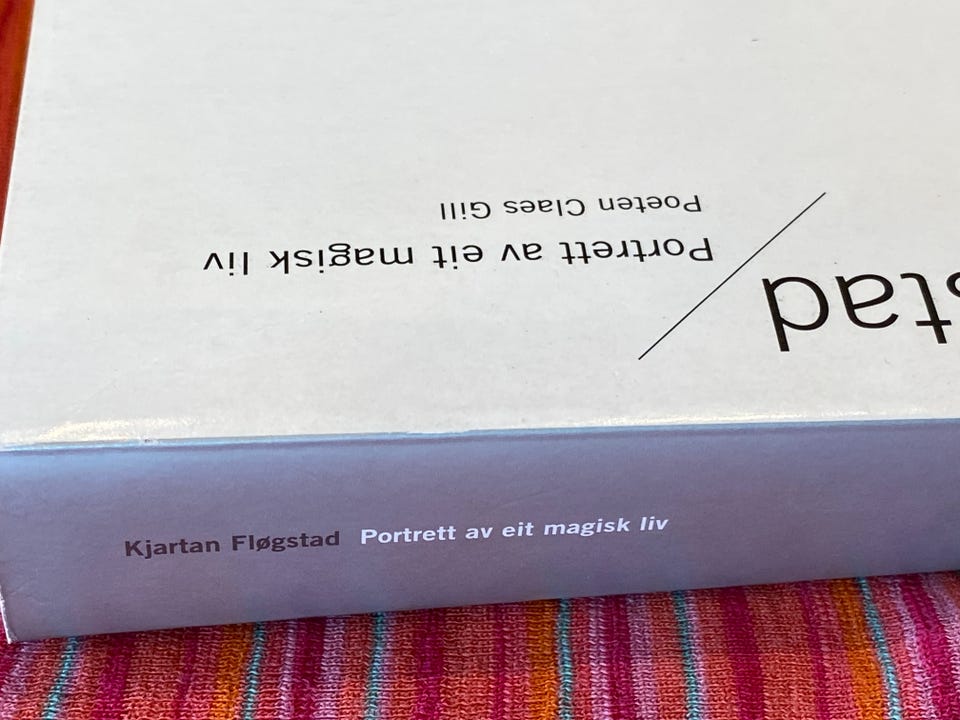 stad
Portrett av eit magisk liv
Poeten Claes Gill
Kjartan Fløgstad Portrett av eit magisk liv